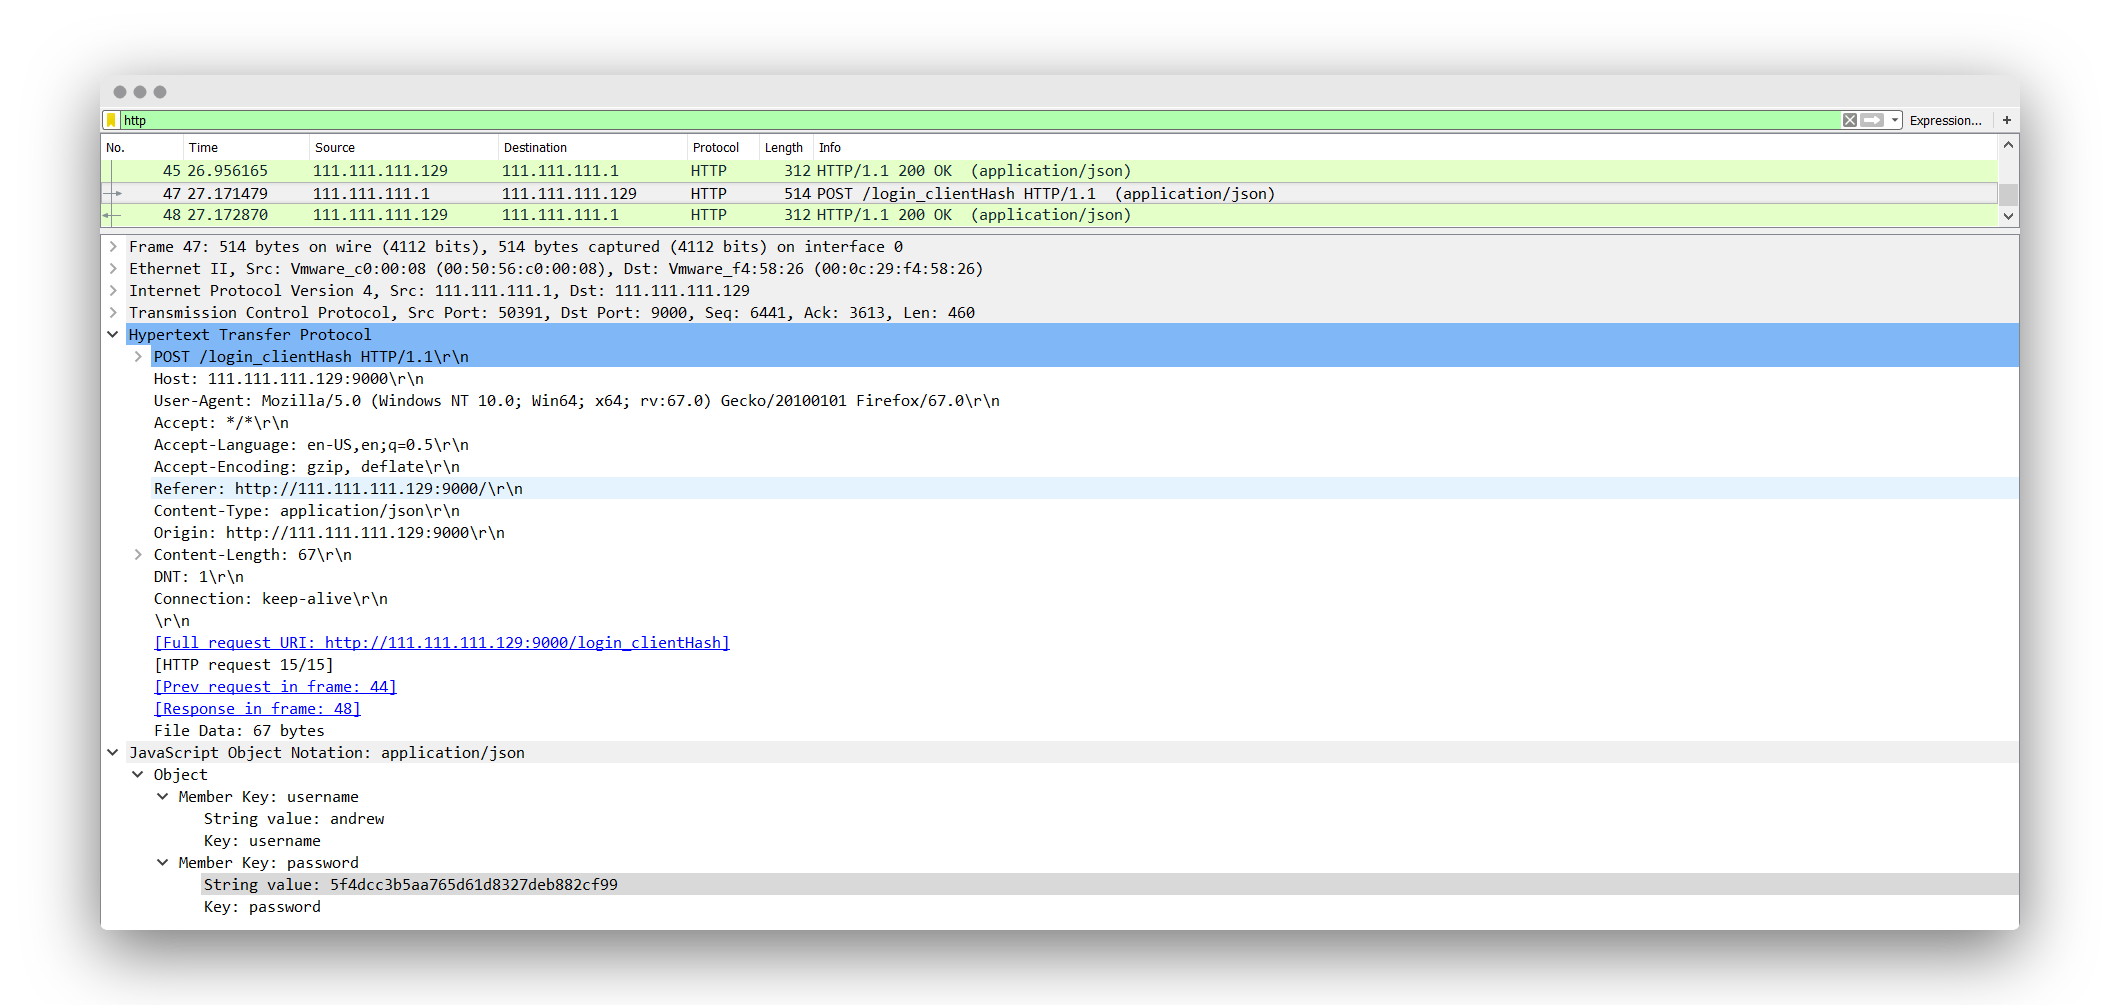 http Expression... +
No. Time Source Destination Protocol Length Info
45 26.956165 111.111.111.129 111.111.111.1 HTTP 312 HTTP/1.1 200 OK (application/json)
47 27.171479 111.111.111.1 111.111.111.129 HTTP 514 POST /login_clientHash HTTP/1.1 (application/json)
48 27.172870 111.111.111.129 111.111.111.1 HTTP 312 HTTP/1.1 200 OK (application/json)
Frame 47: 514 bytes on wire (4112 bits), 514 bytes captured (4112 bits) on interface 0
Ethernet II, Src: Vmware_c0:00:08 (00:50:56:c0:00:08), Dst: Vmware_f4:58:26 (00:0c:29:f4:58:26)
Internet Protocol Version 4, Src: 111.111.111.1, Dst: 111.111.111.129
Transmission Control Protocol, Src Port: 50391, Dst Port: 9000, Seq: 6441, Ack: 3613, Len: 460
Hypertext Transfer Protocol
POST /login_clientHash HTTP/1.1\r\n
Host: 111.111.111.129:9000\r\n
User-Agent: Mozilla/5.0 (Windows NT 10.0; Win64; x64; rv:67.0) Gecko/20100101 Firefox/67.0\r\n
Accept: */*\r\n
Accept-Language: en-US,en;q=0.5\r\n
Accept-Encoding: gzip, deflate\r\n
Referer: http://111.111.111.129:9000/\r\n
Content-Type: application/json\r\n
Origin: http://111.111.111.129:9000\r\n
Content-Length: 67\r\n
DNT: 1\r\n
Connection: keep-alive\r\n
\r\n
[Full request URI: http://111.111.111.129:9000/login_clientHash]
[HTTP request 15/15]
[Prev request in frame: 44]
[Response in frame: 48]
File Data: 67 bytes
JavaScript Object Notation: application/json
Object
Member Key: username
String value: andrew
Key: username
Member Key: password
String value: 5f4dcc3b5aa765d61d8327deb882cf99
Key: password